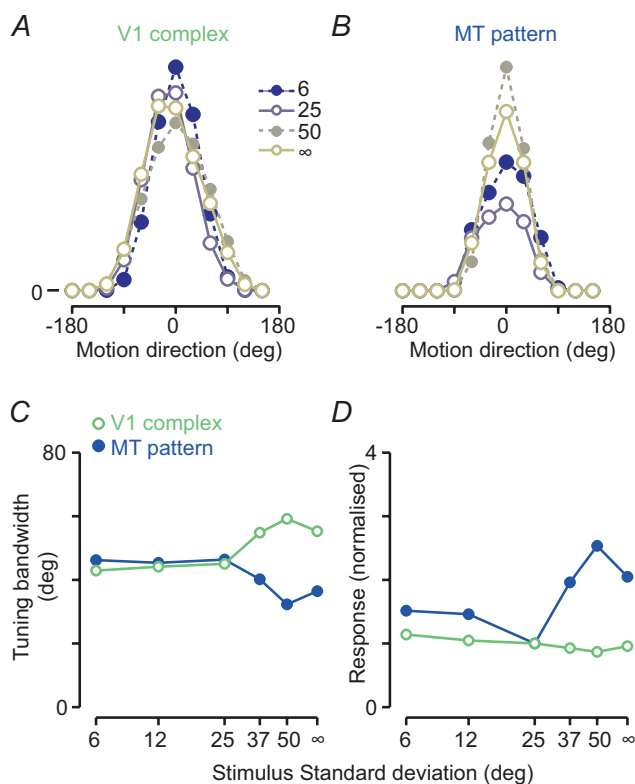 A
V1 complex
B
MT pattern
6
25
50
∞
0
-180
0
180
Motion direction (deg)
-180
0
180
Motion direction (deg)
C
V1 complex
MT pattern
D
80
Tuning bandwidth
(deg)
0
6
12
25
37
50
∞
4
Response (normalised)
0
6
12
25
37
50
∞
Stimulus Standard deviation (deg)